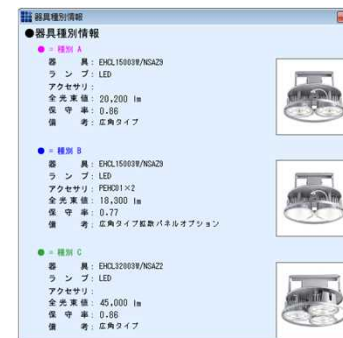 器具種別情報
●器具種別情報
● = 種別 A
器 具 : EHCL15003W/NSAZ9
ランプ : LED
アクセサリ :
全光束値 : 20,200 lm
保守率 : 0.86
備 考 : 広角タイプ
● = 種別 B
器 具 : EHCL15003W/NSAZ9
ランプ : LED
アクセサリ : PEHC01×2
全光束値 : 18,300 lm
保守率 : 0.77
備 考 : 広角タイプ拡散パネルオプション
● = 種別 C
器 具 : EHCL32003W/NSAZ2
ランプ : LED
アクセサリ :
全光束値 : 45,000 lm
保守率 : 0.86
備 考 : 広角タイプ